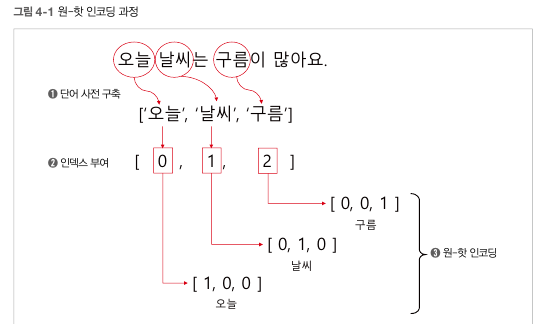 그림 4-1 원-핫 인코딩 과정
오늘 날씨는 구름이 많아요.
❶ 단어 사전 구축
['오늘', '날씨', '구름']
❷ 인덱스 부여 [ 0 , 1, 2 ]
[ 0, 0, 1 ]
구름
❸ 원-핫 인코딩
[ 0, 1, 0 ]
날씨
[ 1, 0, 0 ]
오늘